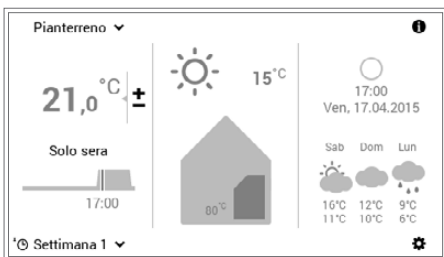 Pianterreno
21,0 °C ±
15°C
17:00
Ven, 17.04.2015
Solo sera
17:00
00°C
Sab Dom Lun
16°C 12°C 9°C
11°C 10°C 6°C
Settimana 1